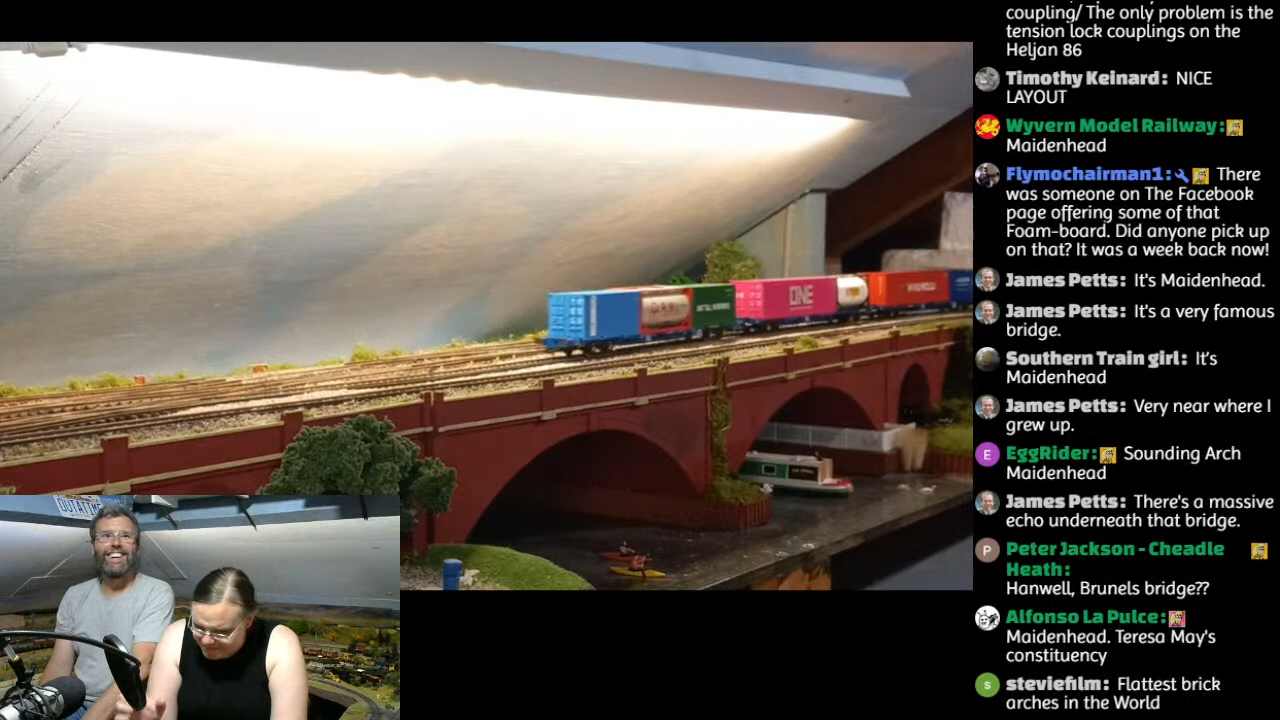 coupling/ The only problem is the
tension lock couplings on the
Heljan 86
Timothy Keinard: NICE
LAYOUT
Wyvern Model Railway:
Maidenhead
Flymochairman1: There
was someone on The Facebook
page offering some of that
Foam-board. Did anyone pick up
on that? It was a week back now!
James Petts: It's Maidenhead.
James Petts: It's a very famous
bridge.
Southern Train girl: It's
Maidenhead
James Petts: Very near where I
grew up.
E
EggRider: Sounding Arch
Maidenhead
James Petts: There's a massive
echo underneath that bridge.
P
Peter Jackson - Cheadle
Heath:
Hanwell, Brunels bridge??
Alfonso La Pulce:
Maidenhead. Teresa May's
constituency
s
steviefilm: Flattest brick
arches in the World
ONE
OUTATIME